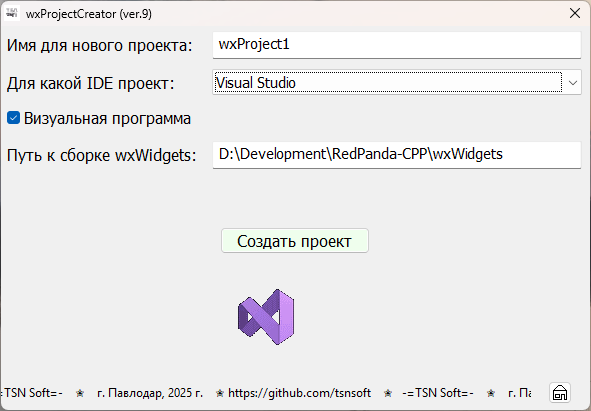 wxProjectCreator (ver.9)
Имя для нового проекта: wxProject1
Для какой IDE проект: Visual Studio
Визуальная программа
Путь к сборке wxWidgets: D:\Development\RedPanda-CPP\wxWidgets
Создать проект
=TSN Soft=- ❀ г. Павлодар, 2025 г. ❀ https://github.com/tsnsoft ❀ -=TSN Soft=- ❀ г. Па